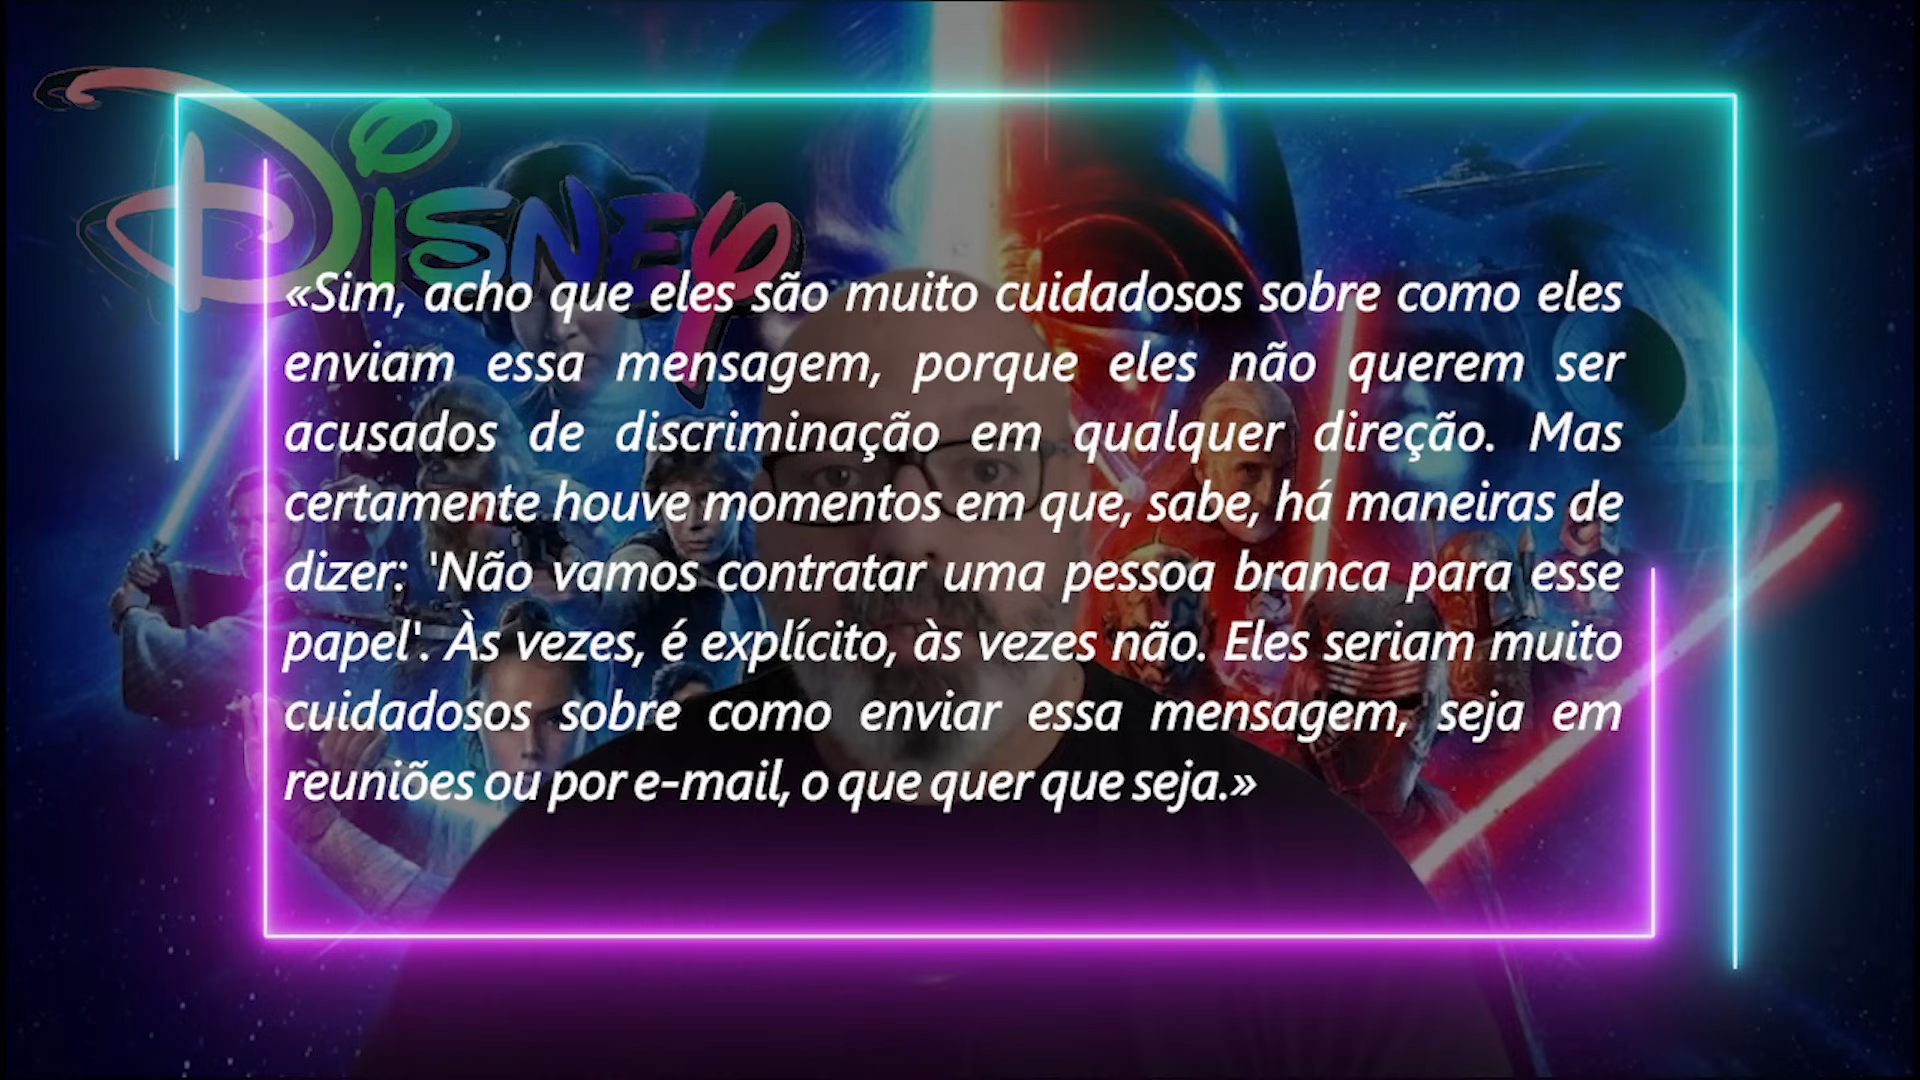 Disney
«Sim, acho que eles são muito cuidadosos sobre como eles
enviam essa mensagem, porque eles não querem ser
acusados de discriminação em qualquer direção. Mas
certamente houve momentos em que, sabe, há maneiras de
dizer: 'Não vamos contratar uma pessoa branca para esse
papel'. Às vezes, é explícito, às vezes não. Eles seriam muito
cuidadosos sobre como enviar essa mensagem, seja em
reuniões ou por e-mail, o que quer que seja.»